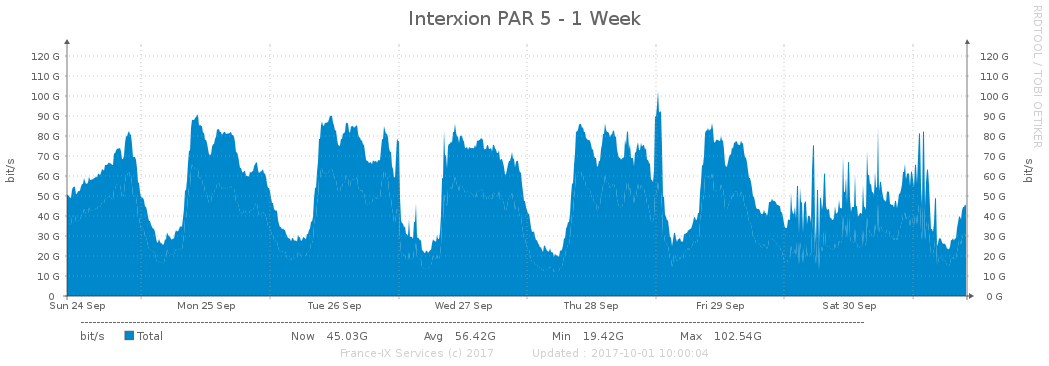 Interxion PAR 5 - 1 Week
RRDTOOL / TOBI OETIKER
120 G 120 G
110 G 110 G
100 G 100 G
90 G 90 G
80 G 80 G
70 G 70 G
60 G 60 G
50 G 50 G
40 G 40 G
30 G 30 G
20 G 20 G
10 G 10 G
0 0 G
bit/s
bit/s
Sun 24 Sep Mon 25 Sep Tue 26 Sep Wed 27 Sep Thu 28 Sep Fri 29 Sep Sat 30 Sep
bit/s Total Now 45.03G Avg 56.42G Min 19.42G Max 102.54G
France-IX Services (c) 2017 Updated : 2017-10-01 10:00:04